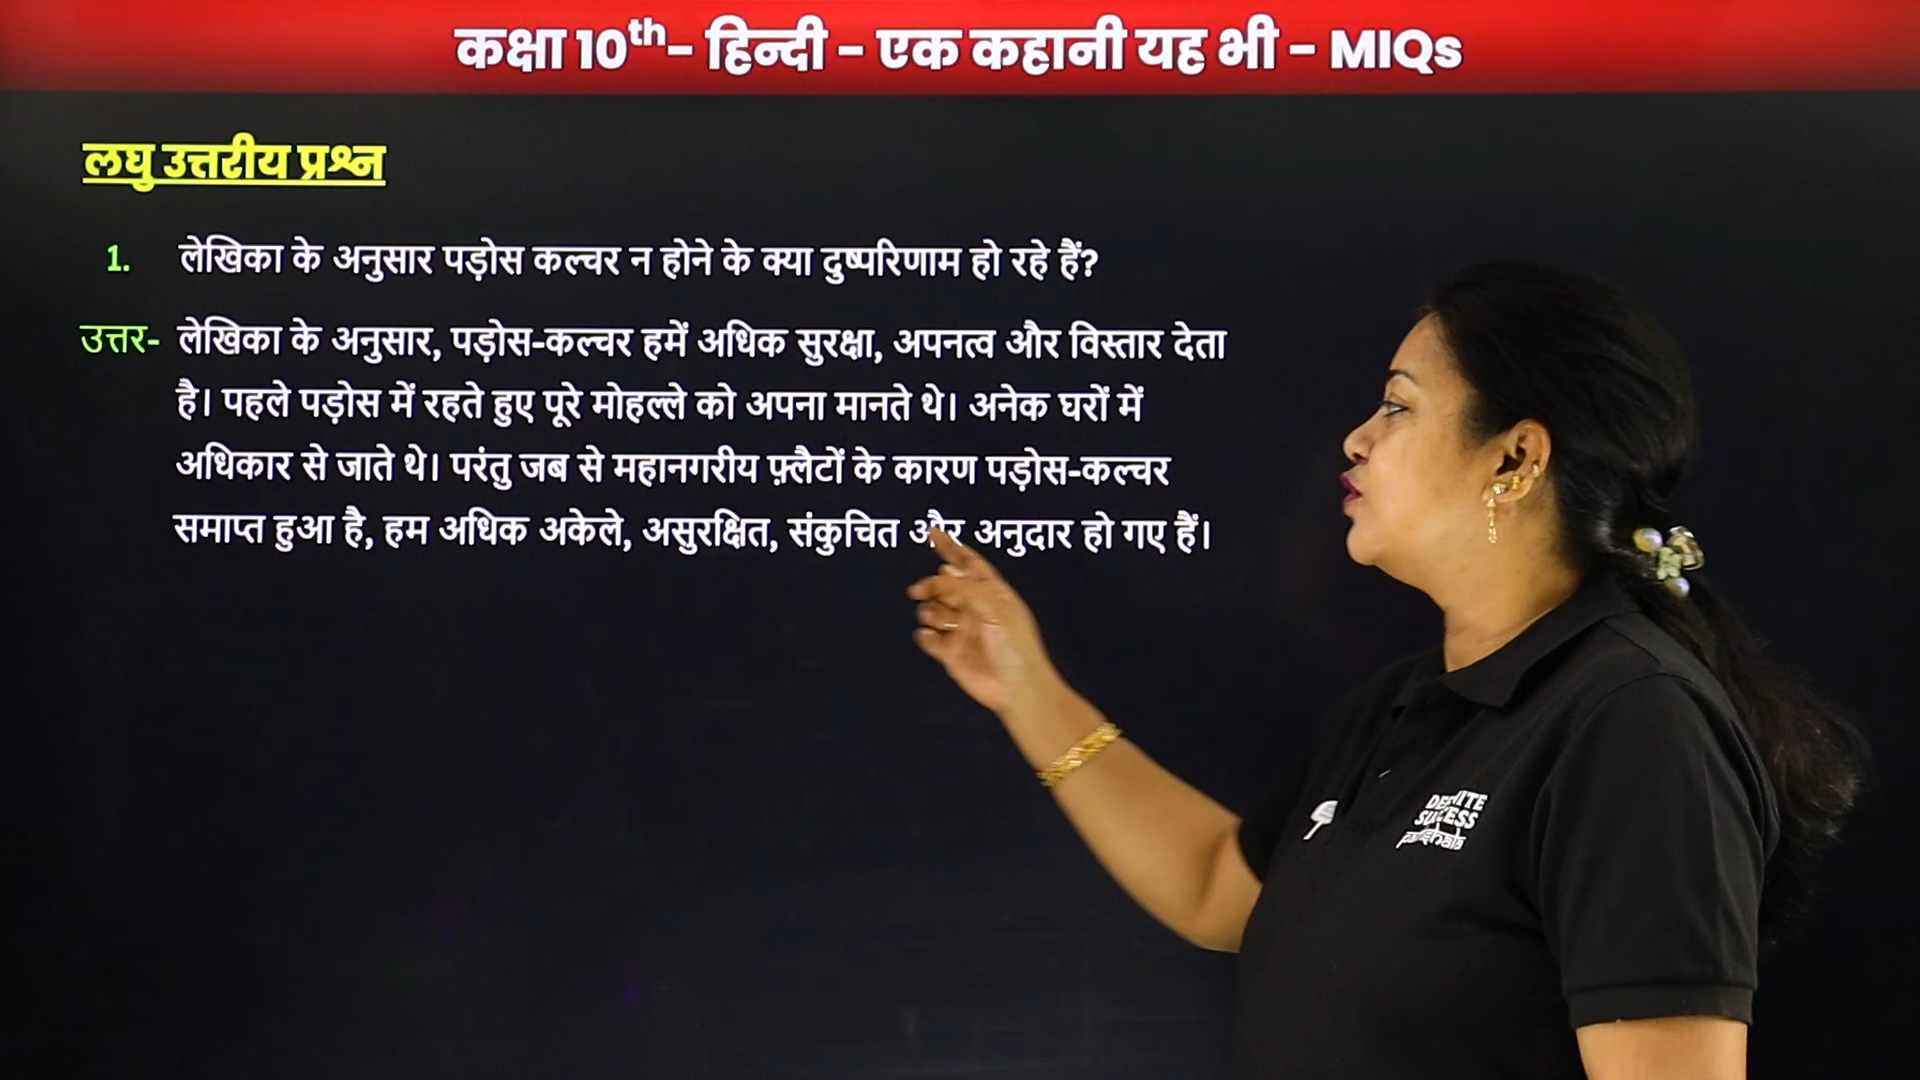 कक्षा 10th- हिन्दी - एक कहानी यह भी - MIQs
लघु उत्तरीय प्रश्न
1. लेखिका के अनुसार पड़ोस कल्चर न होने के क्या दुष्परिणाम हो रहे हैं?
उत्तर- लेखिका के अनुसार, पड़ोस-कल्चर हमें अधिक सुरक्षा, अपनत्व और विस्तार देता
है। पहले पड़ोस में रहते हुए पूरे मोहल्ले को अपना मानते थे। अनेक घरों में
अधिकार से जाते थे। परंतु जब से महानगरीय फ़्लैटों के कारण पड़ोस-कल्चर
समाप्त हुआ है, हम अधिक अकेले, असुरक्षित, संकुचित और अनुदार हो गए हैं।